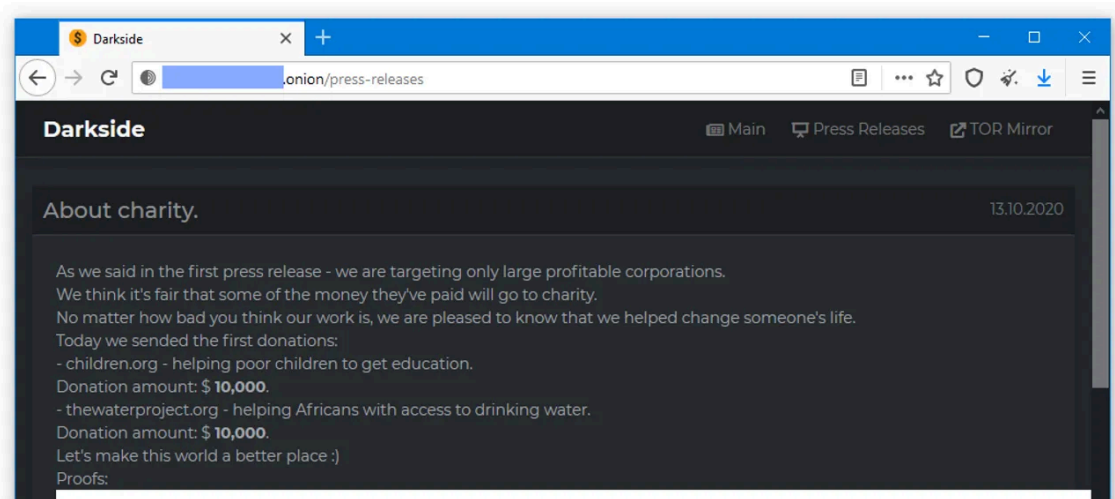 Darkside
.onion/press-releases
Darkside
Main Press Releases TOR Mirror
About charity. 13.10.2020
As we said in the first press release - we are targeting only large profitable corporations.
We think it's fair that some of the money they've paid will go to charity.
No matter how bad you think our work is, we are pleased to know that we helped change someone's life.
Today we sended the first donations:
- children.org - helping poor children to get education.
Donation amount: $ 10,000.
- thewaterproject.org - helping Africans with access to drinking water.
Donation amount: $ 10,000.
Let's make this world a better place :)
Proofs: